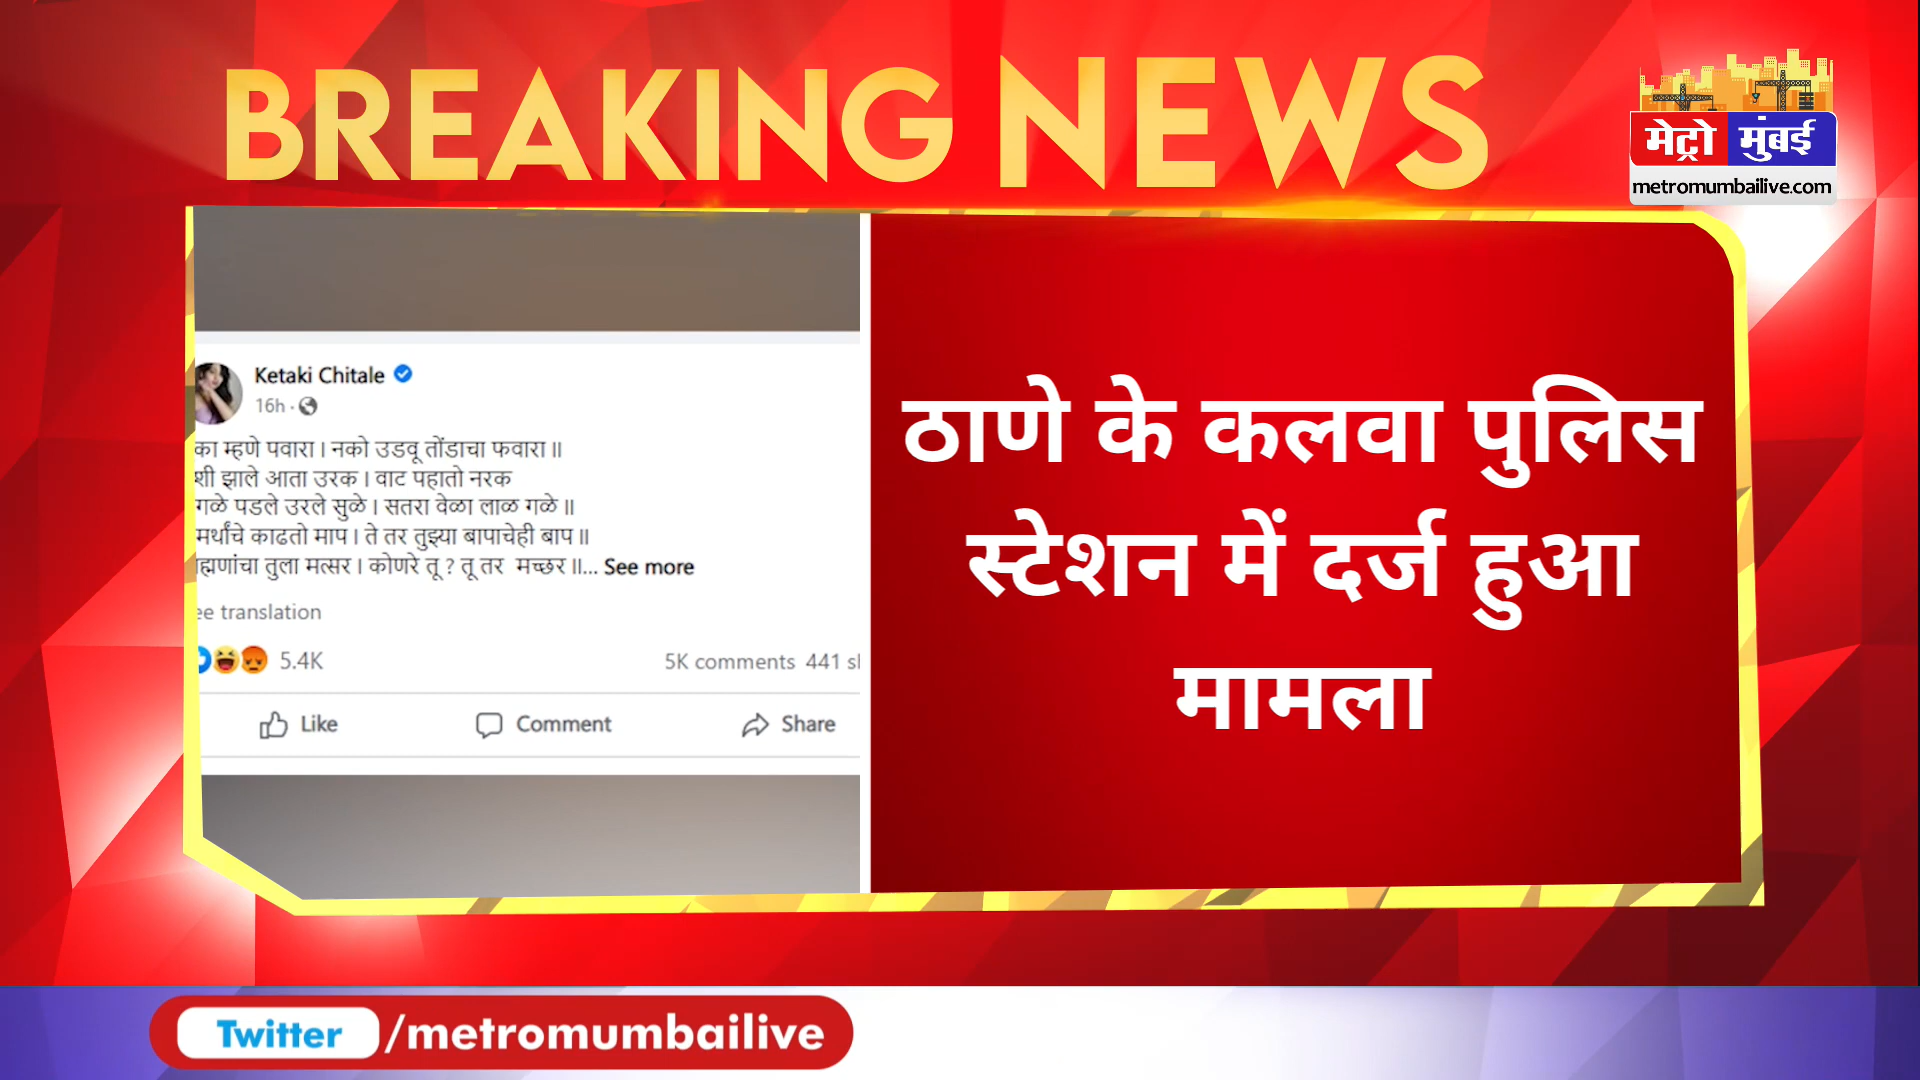 BREAKING NEWS
मेट्रो मुंबई
metromumbailive.com
Ketaki Chitale
16h
का म्हणे पवारा । नको उडवू तोंडाचा फवारा ॥
शी झाले आता उरक । वाट पहातो नरक
गळे पडले उरले सुळे । सतरा वेळा लाळ गळे ॥
मर्थांचे काढतो माप । ते तर तुझ्या बापाचेही बाप ॥
ह्मणांचा तुला मत्सर । कोणरे तू ? तू तर मच्छर ॥... See more
ee translation
5.4K 5K comments 441 sl
Like Comment Share
ठाणे के कलवा पुलिस
स्टेशन में दर्ज हुआ
मामला
Twitter /metromumbailive